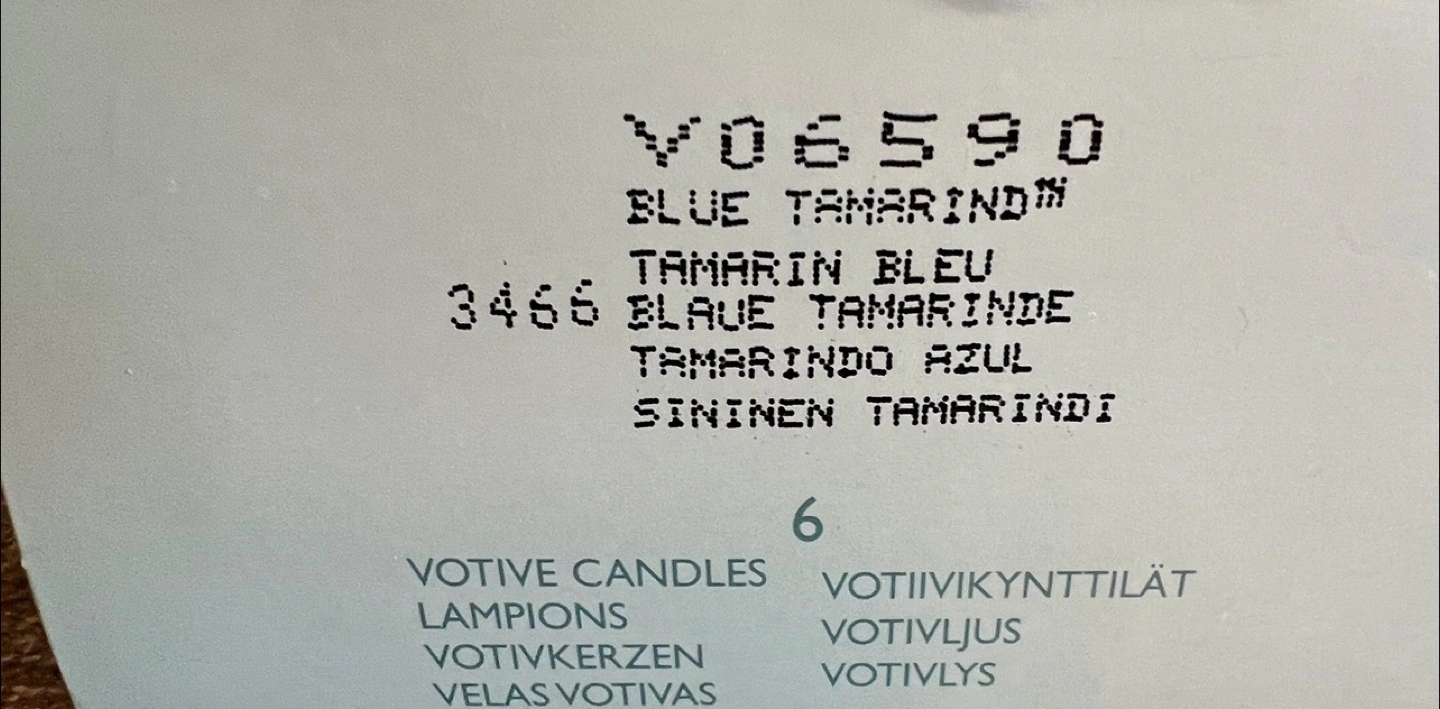 V06590
BLUE TAMARIND™
TAMARIN BLEU
3466 BLAUE TAMARINDE
TAMARINDO AZUL
SININEN TAMARINDI
6
VOTIVE CANDLES
LAMPIONS
VOTIVKERZEN
VELAS VOTIVAS
VOTIIVIKYNTTILÄT
VOTIVLJUS
VOTIVLYS